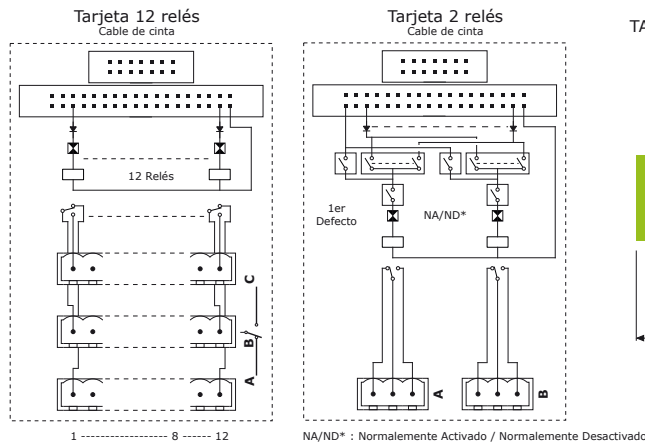 Tarjeta 12 relés
Cable de cinta
12 Relés
C
B
A
1 ------------------ 8 ------ 12
Tarjeta 2 relés
Cable de cinta
1er
Defecto
NA/ND*
A
B
NA/ND* : Normalemente Activado / Normalemente Desactivado
TA